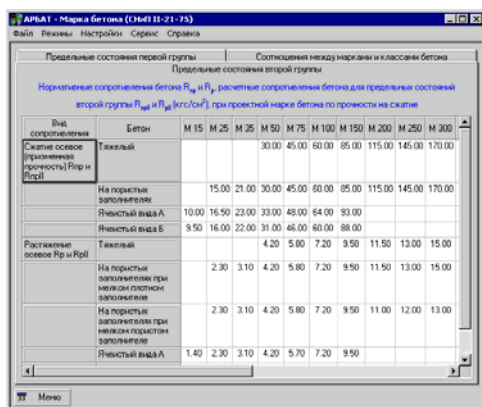 АРБАТ - Марка бетона (СНиП II-21-75)
Файл Режимы Настройки Сервис Справка
Предельные состояния первой группы Соотношения между марками и классами бетона
Предельные состояния второй группы
Нормативные сопротивления бетона Rпр и Rр, расчетные сопротивления бетона для предельных состояний
второй группы RпрII и RрII (кгс/см²), при проектной марке бетона по прочности на сжатие
Вид сопротивления Бетон М 15 М 25 М 35 М 50 М 75 М 100 М 150 М 200 М 250 М 300
Сжатие осевое (призменная прочность) Rпр и RпрII Тяжелый 30.00 45.00 60.00 85.00 115.00 145.00 170.00
На пористых заполнителях 15.00 21.00 30.00 45.00 60.00 85.00 115.00 145.00 170.00
Ячеистый вида А 10.00 16.50 23.00 33.00 48.00 64.00 93.00
Ячеистый вида Б 9.50 16.00 22.00 31.00 46.00 60.00 88.00
Растяжение осевое Rр и RрII Тяжелый 4.20 5.80 7.20 9.50 11.50 13.00 15.00
На пористых заполнителях при мелком плотном заполнителе 2.30 3.10 4.20 5.80 7.20 9.50 11.50 13.00 15.00
На пористых заполнителях при мелком пористом заполнителе 2.30 3.10 4.20 5.80 7.20 9.50 11.00 12.00 13.00
Ячеистый вида А 1.40 2.30 3.10 4.20 5.70 7.20 9.50
Меню